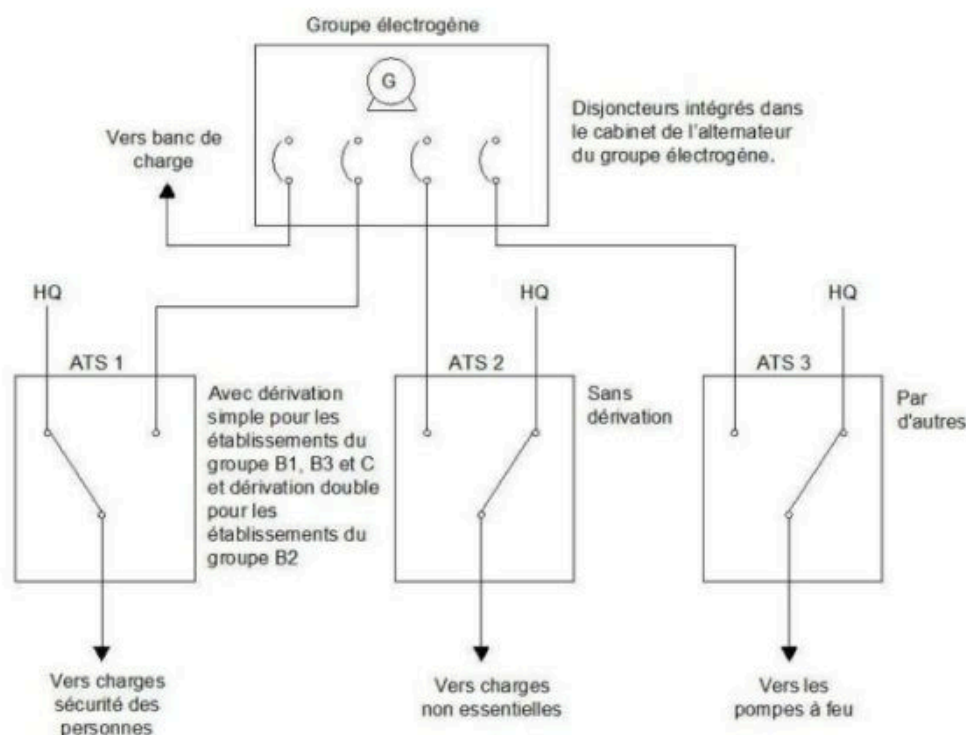 Groupe électrogène
G
Disjoncteurs intégrés dans
le cabinet de l'alternateur
du groupe électrogène.
Vers banc de
charge
HQ
HQ
HQ
ATS 1
ATS 2
ATS 3
Avec dérivation
simple pour les
établissements du
groupe B1, B3 et C
et dérivation double
pour les
établissements du
groupe B2
Sans
dérivation
Par
d'autres
Vers charges
sécurité des
personnes
Vers charges
non essentielles
Vers les
pompes à feu